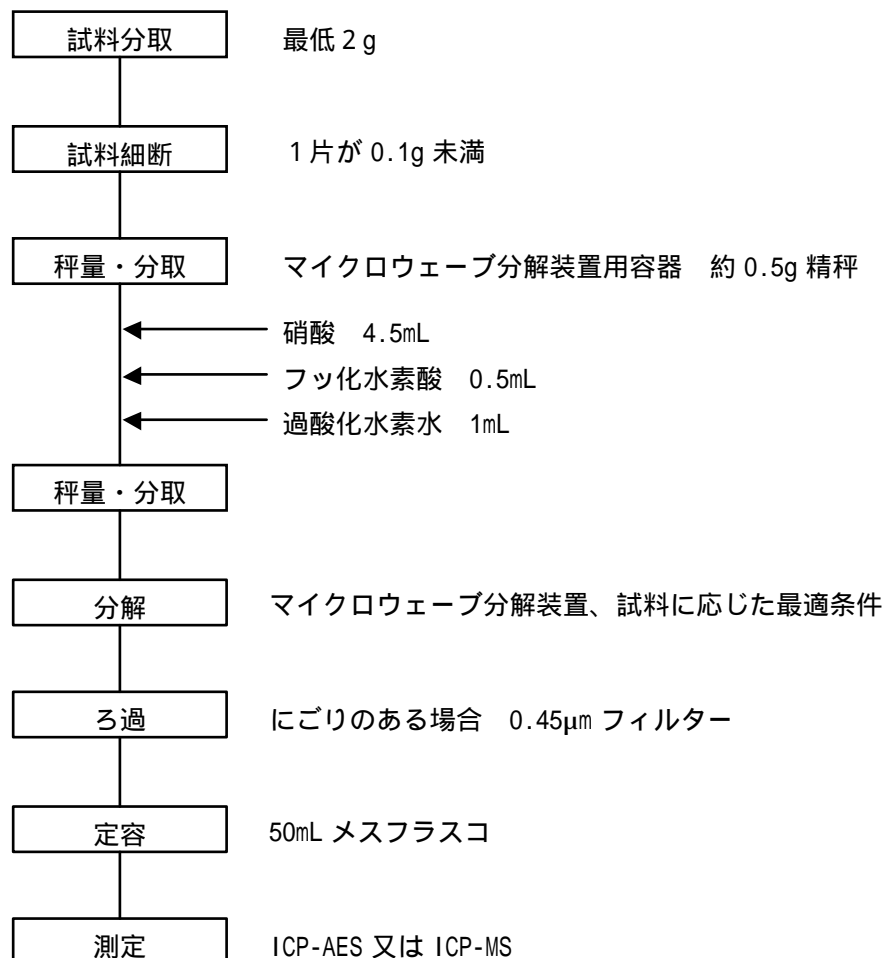 試料分取　最低 2 g
試料細断　1 片が 0.1g 未満
秤量・分取　マイクロウェーブ分解装置用容器　約 0.5g 精秤
硝酸　4.5mL
フッ化水素酸　0.5mL
過酸化水素水　1mL
秤量・分取
分解　マイクロウェーブ分解装置、試料に応じた最適条件
ろ過　にごりのある場合　0.45μm フィルター
定容　50mL メスフラスコ
測定　ICP-AES 又は ICP-MS